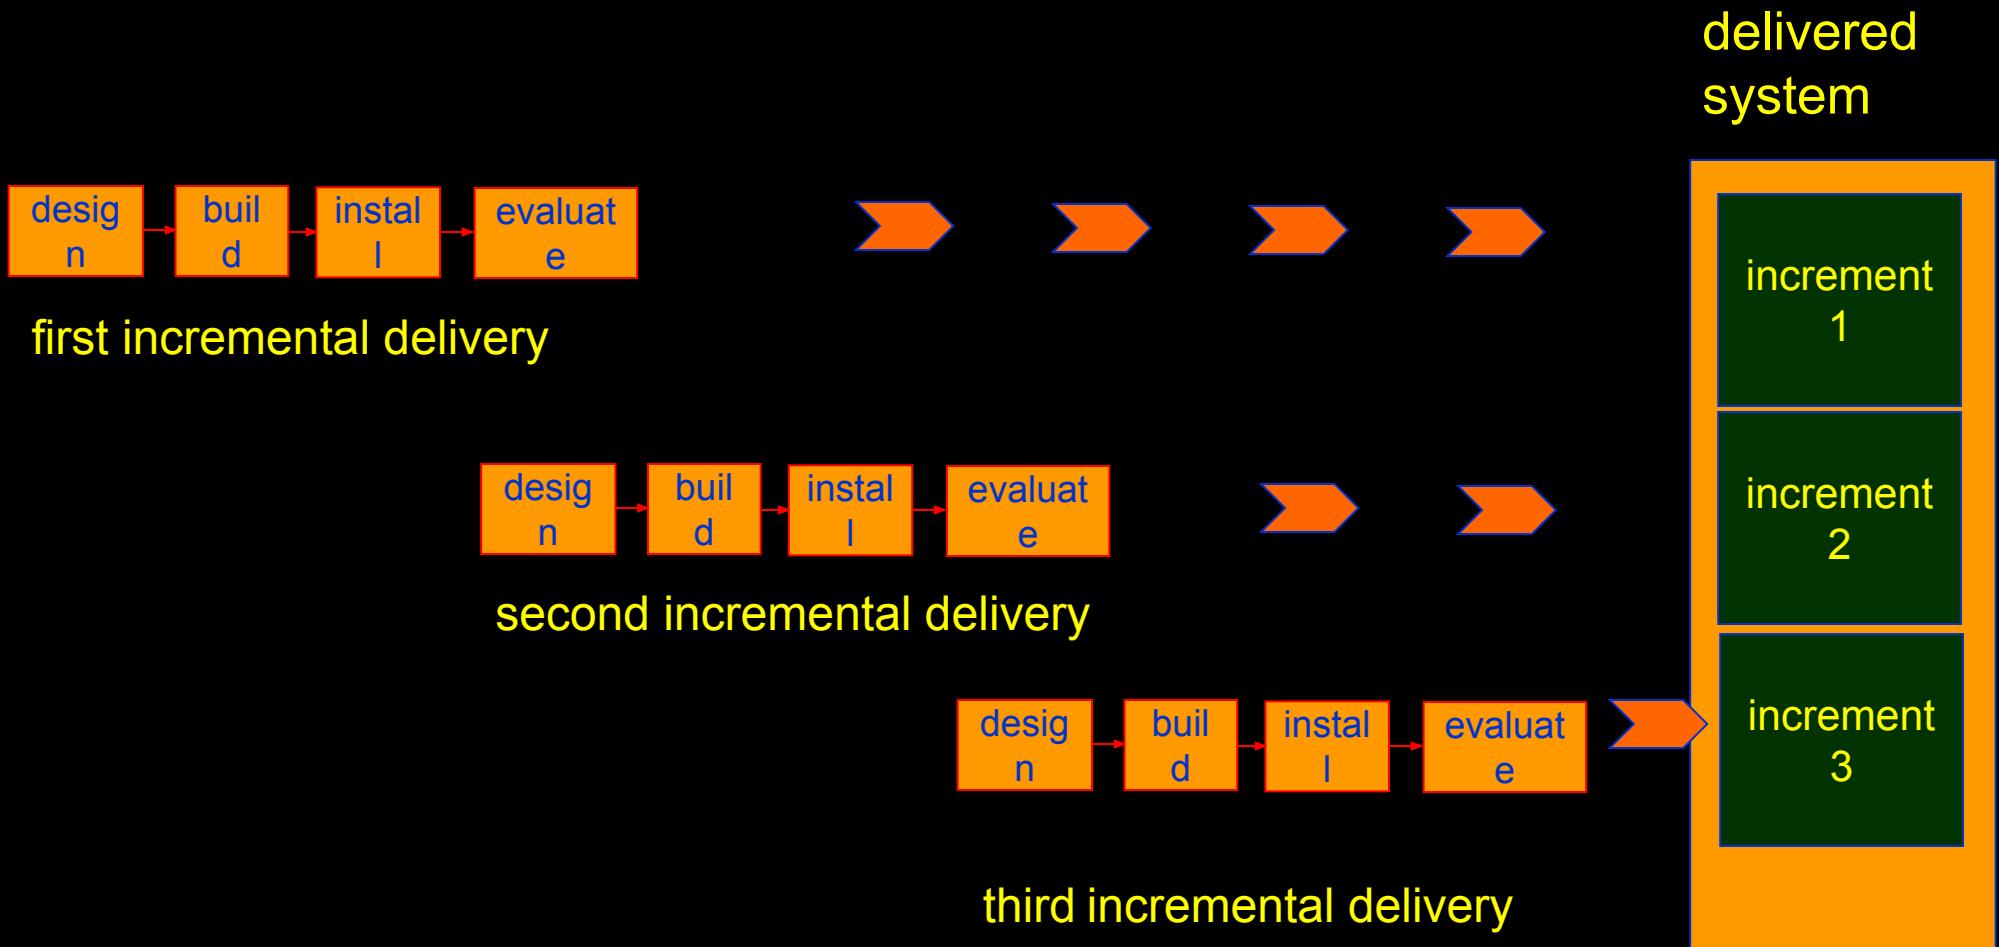 delivered
system
desig
n
buil
d
instal
l
evaluat
e
increment
1
first incremental delivery
desig
n
buil
d
instal
l
evaluat
e
increment
2
second incremental delivery
desig
n
buil
d
instal
l
evaluat
e
increment
3
third incremental delivery